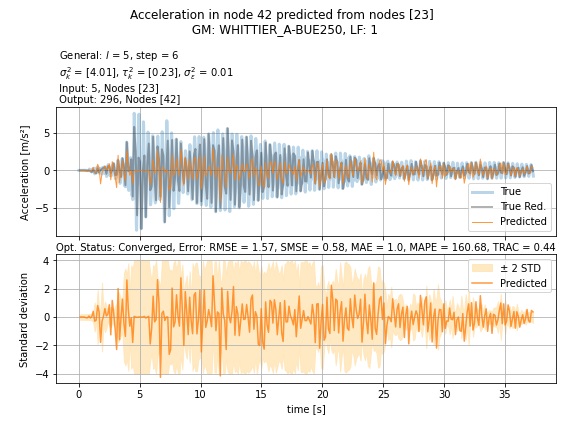 Acceleration in node 42 predicted from nodes [23]
GM: WHITTIER_A-BUE250, LF: 1
General: l = 5, step = 6
σ²ₖ = [4.01], τ²ₖ = [0.23], σ²ε = 0.01
Input: 5, Nodes [23]
Output: 296, Nodes [42]
Acceleration [m/s²]
5
0
−5
True
True Red.
Predicted
Opt. Status: Converged, Error: RMSE = 1.57, SMSE = 0.58, MAE = 1.0, MAPE = 160.68, TRAC = 0.44
Standard deviation
4
2
0
−2
−4
± 2 STD
Predicted
0 5 10 15 20 25 30 35
time [s]